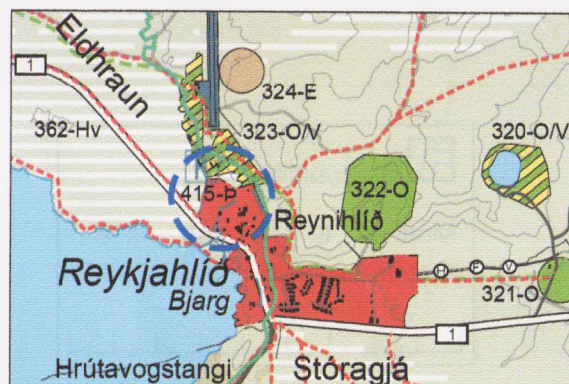 1
Eldhraun
362-Hv
324-E
323-O/V
320-O/V
415-Þ
322-O
Reynihlíð
Reykjahlíð
Bjarg
H
F
V
321-O
1
Hrútavogstangi
Stóragjá